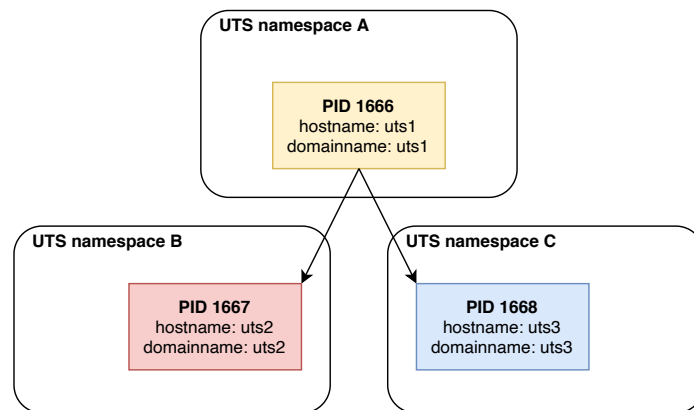 UTS namespace A
PID 1666
hostname: uts1
domainname: uts1
UTS namespace B
PID 1667
hostname: uts2
domainname: uts2
UTS namespace C
PID 1668
hostname: uts3
domainname: uts3